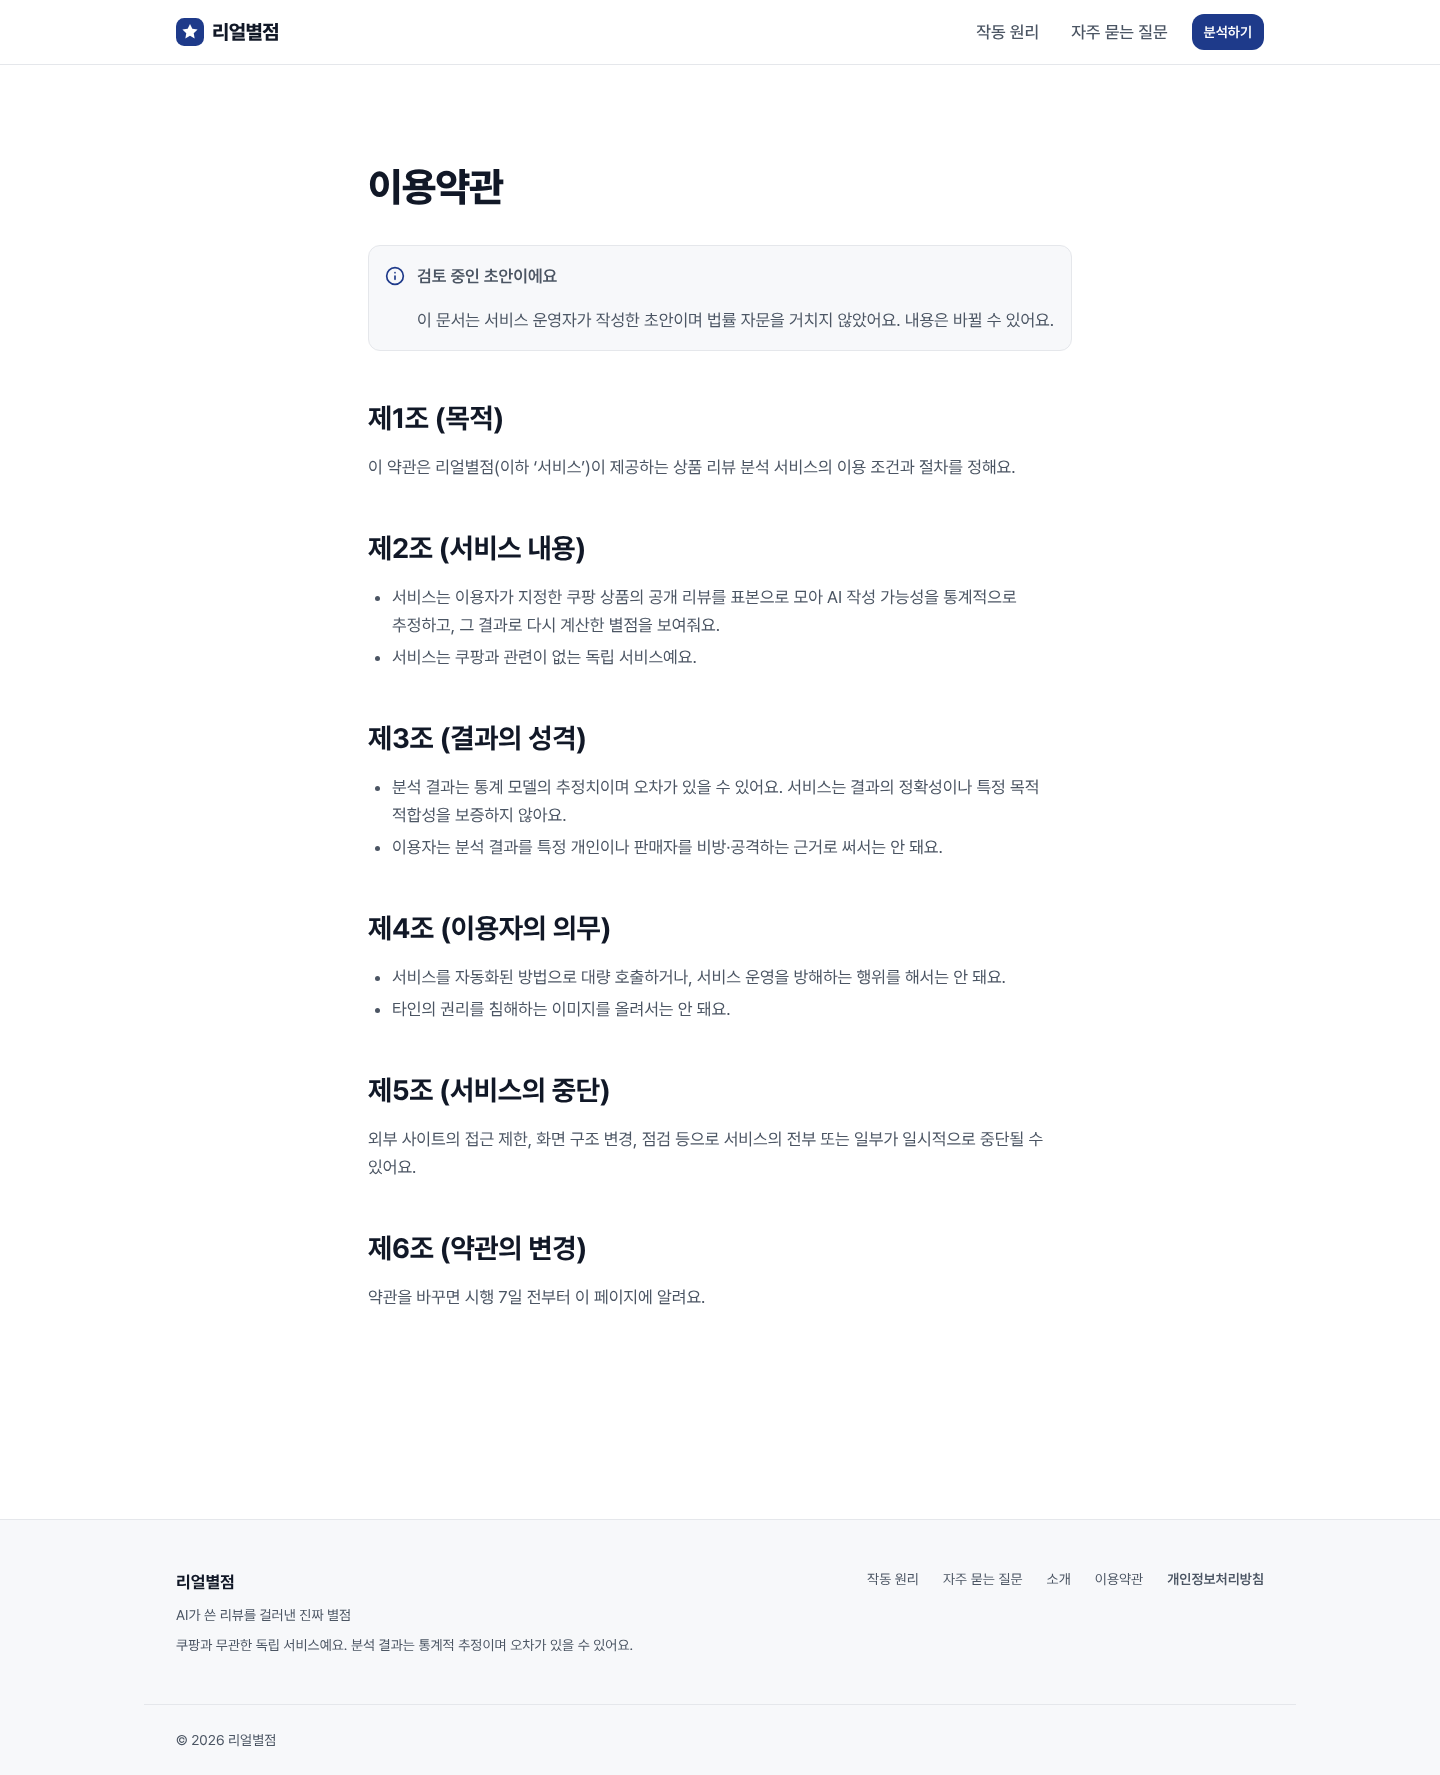 리얼별점
작동 원리
자주 묻는 질문
분석하기
이용약관
검토 중인 초안이에요
이 문서는 서비스 운영자가 작성한 초안이며 법률 자문을 거치지 않았어요. 내용은 바뀔 수 있어요.
제1조 (목적)
이 약관은 리얼별점(이하 ‘서비스’)이 제공하는 상품 리뷰 분석 서비스의 이용 조건과 절차를 정해요.
제2조 (서비스 내용)
• 서비스는 이용자가 지정한 쿠팡 상품의 공개 리뷰를 표본으로 모아 AI 작성 가능성을 통계적으로
추정하고, 그 결과로 다시 계산한 별점을 보여줘요.
• 서비스는 쿠팡과 관련이 없는 독립 서비스예요.
제3조 (결과의 성격)
• 분석 결과는 통계 모델의 추정치이며 오차가 있을 수 있어요. 서비스는 결과의 정확성이나 특정 목적
적합성을 보증하지 않아요.
• 이용자는 분석 결과를 특정 개인이나 판매자를 비방·공격하는 근거로 써서는 안 돼요.
제4조 (이용자의 의무)
• 서비스를 자동화된 방법으로 대량 호출하거나, 서비스 운영을 방해하는 행위를 해서는 안 돼요.
• 타인의 권리를 침해하는 이미지를 올려서는 안 돼요.
제5조 (서비스의 중단)
외부 사이트의 접근 제한, 화면 구조 변경, 점검 등으로 서비스의 전부 또는 일부가 일시적으로 중단될 수
있어요.
제6조 (약관의 변경)
약관을 바꾸면 시행 7일 전부터 이 페이지에 알려요.
리얼별점
작동 원리
자주 묻는 질문
소개
이용약관
개인정보처리방침
AI가 쓴 리뷰를 걸러낸 진짜 별점
쿠팡과 무관한 독립 서비스예요. 분석 결과는 통계적 추정이며 오차가 있을 수 있어요.
© 2026 리얼별점